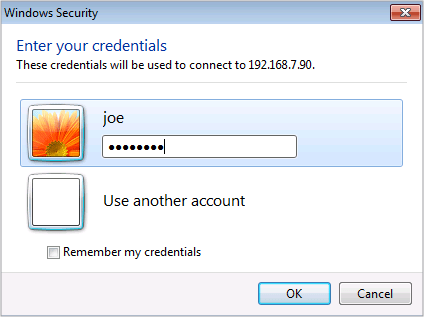 Windows Security
Enter your credentials
These credentials will be used to connect to 192.168.7.90.
joe
●●●●●●●●
Use another account
Remember my credentials
OK
Cancel